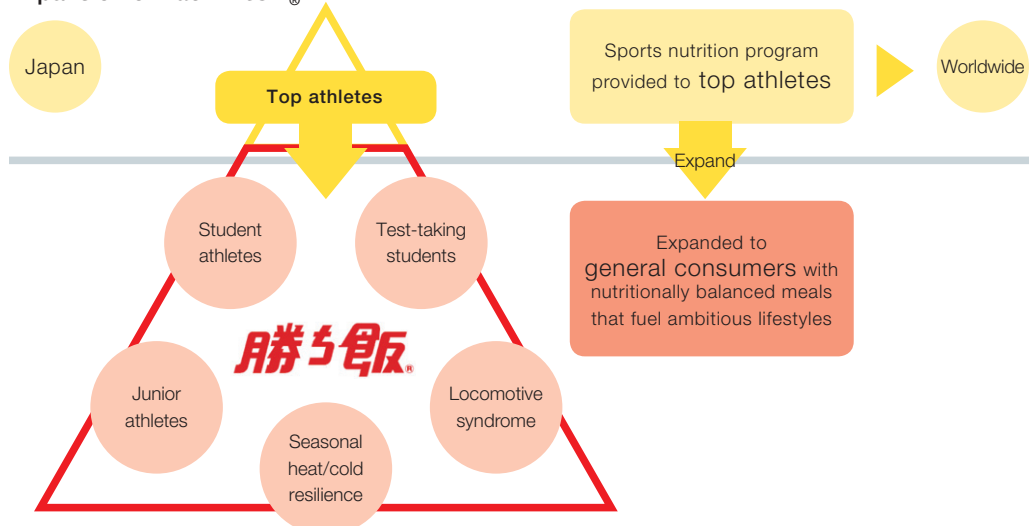 Japan
Top athletes
Sports nutrition program
provided to top athletes
Worldwide
Expand
Student
athletes
Test-taking
students
Expanded to
general consumers with
nutritionally balanced meals
that fuel ambitious lifestyles
勝ち飯®
Junior
athletes
Locomotive
syndrome
Seasonal
heat/cold
resilience